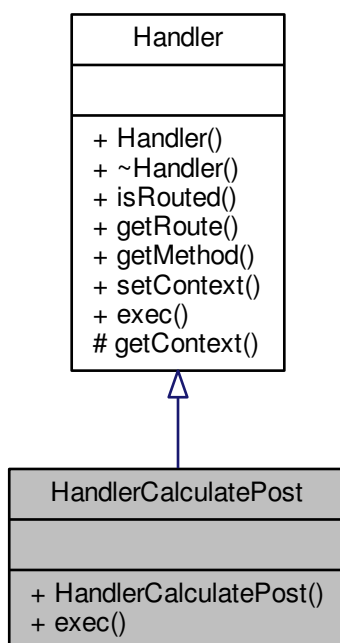 Handler
+ Handler()
+ ~Handler()
+ isRouted()
+ getRoute()
+ getMethod()
+ setContext()
+ exec()
# getContext()
HandlerCalculatePost
+ HandlerCalculatePost()
+ exec()